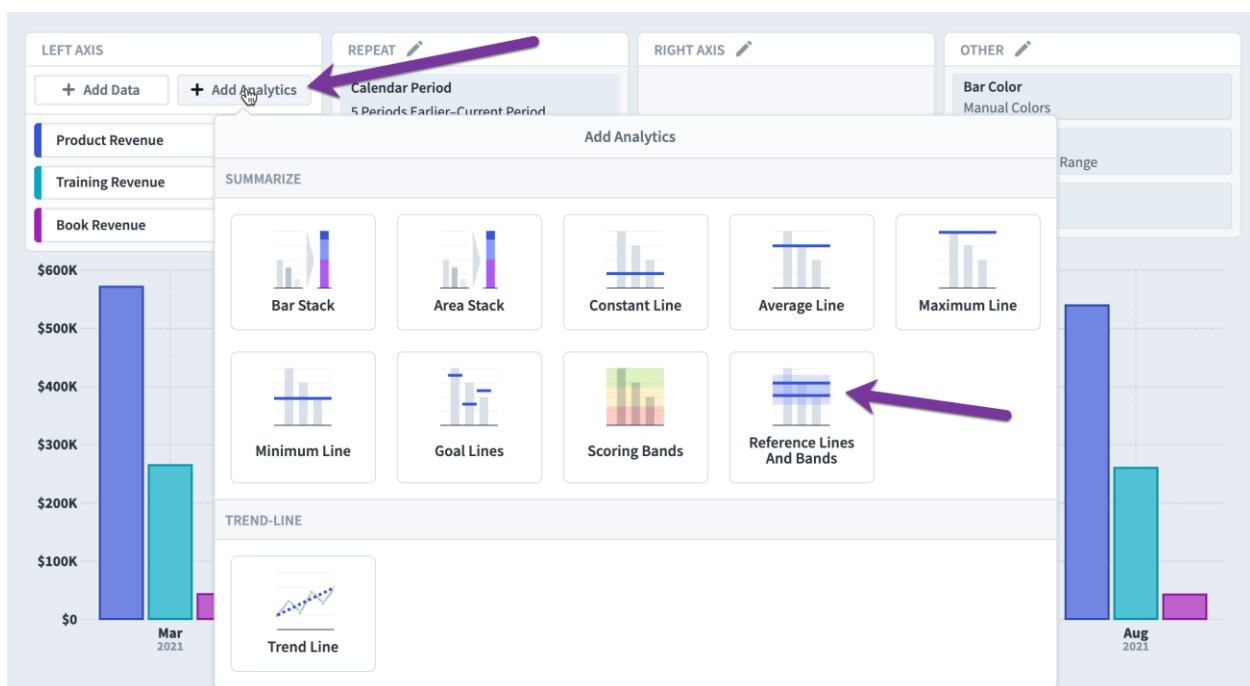 LEFT AXIS
REPEAT
RIGHT AXIS
OTHER
+ Add Data
+ Add Analytics
Calendar Period
5 Periods Earlier–Current Period
Bar Color
Manual Colors
Range
Product Revenue
Training Revenue
Book Revenue
Add Analytics
SUMMARIZE
Bar Stack
Area Stack
Constant Line
Average Line
Maximum Line
Minimum Line
Goal Lines
Scoring Bands
Reference Lines
And Bands
TREND-LINE
Trend Line
$600K
$500K
$400K
$300K
$200K
$100K
$0
Mar
2021
Aug
2021